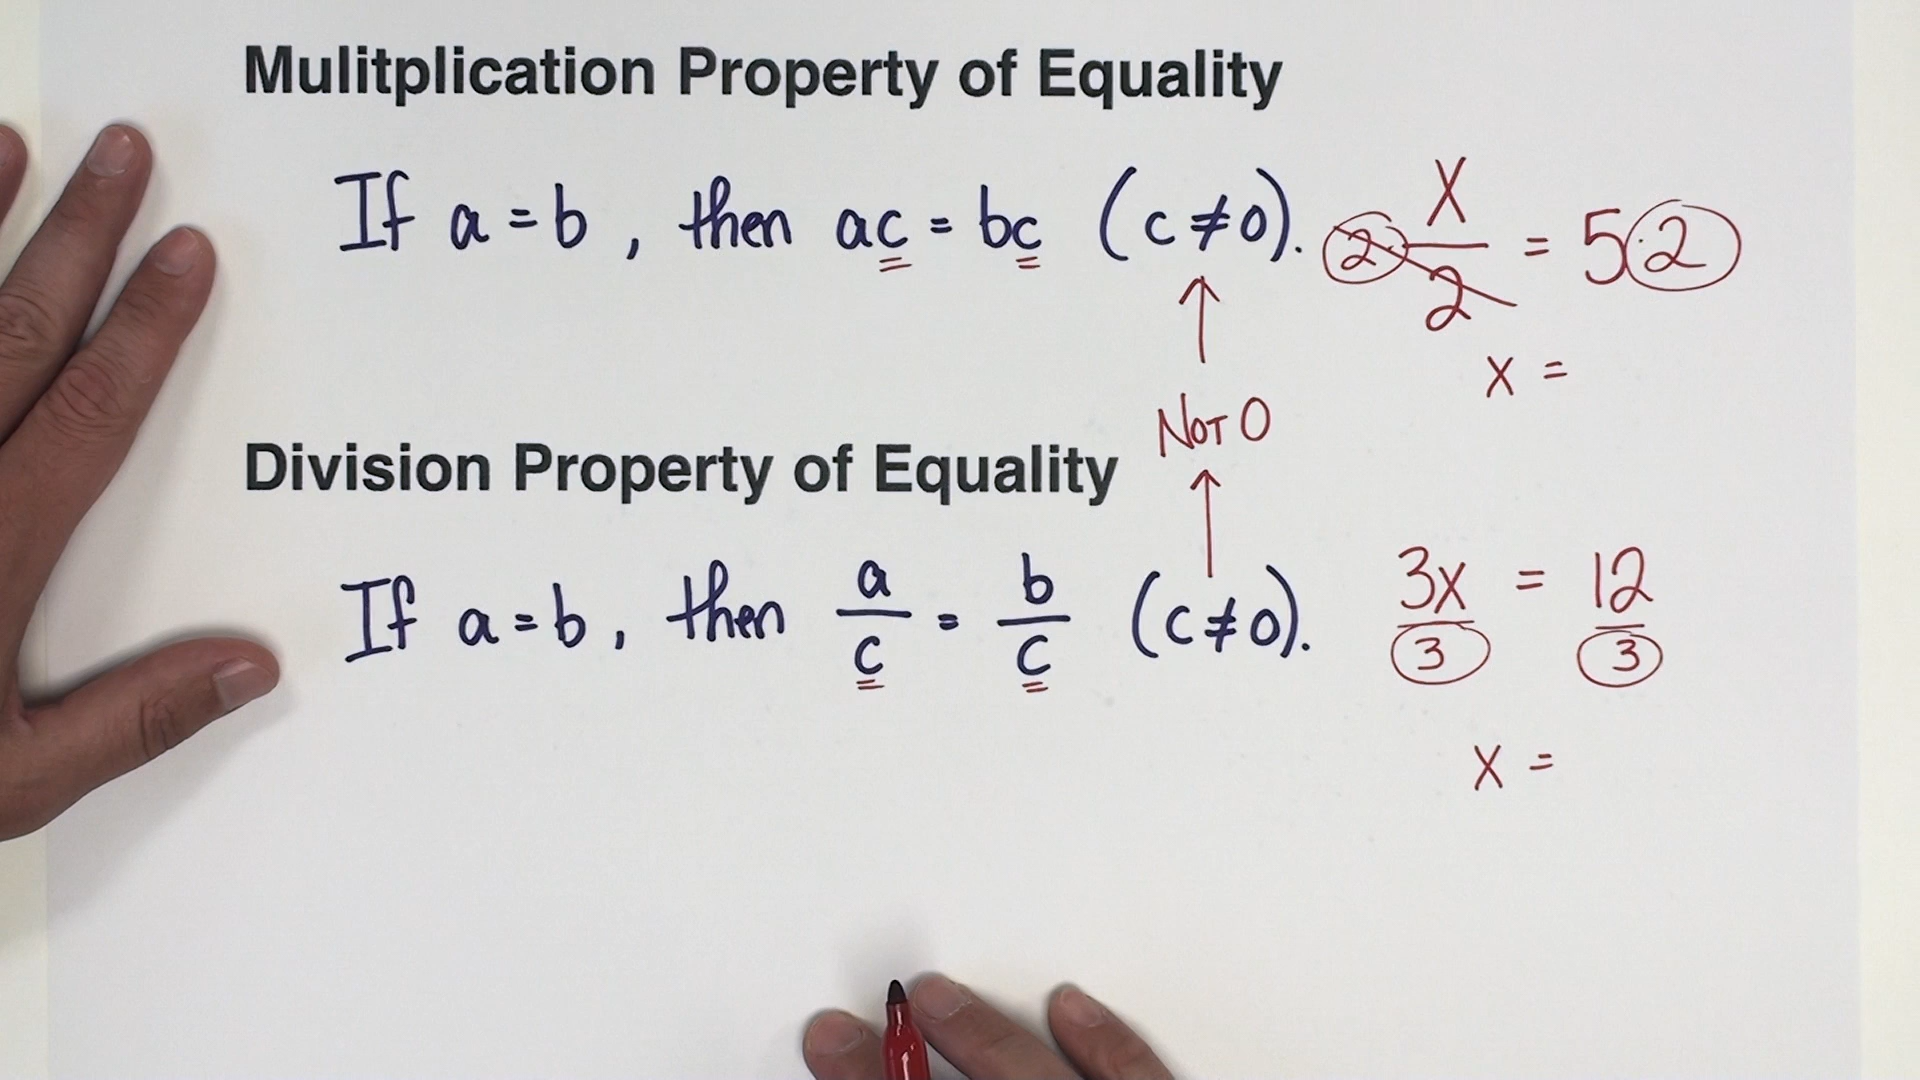 Mulitplication Property of Equality
If a = b , then ac = bc (c ≠ 0).
2 · x/2 = 5 · 2
x =
NOT 0
Division Property of Equality
If a = b , then a/c = b/c (c ≠ 0).
3x/3 = 12/3
x =